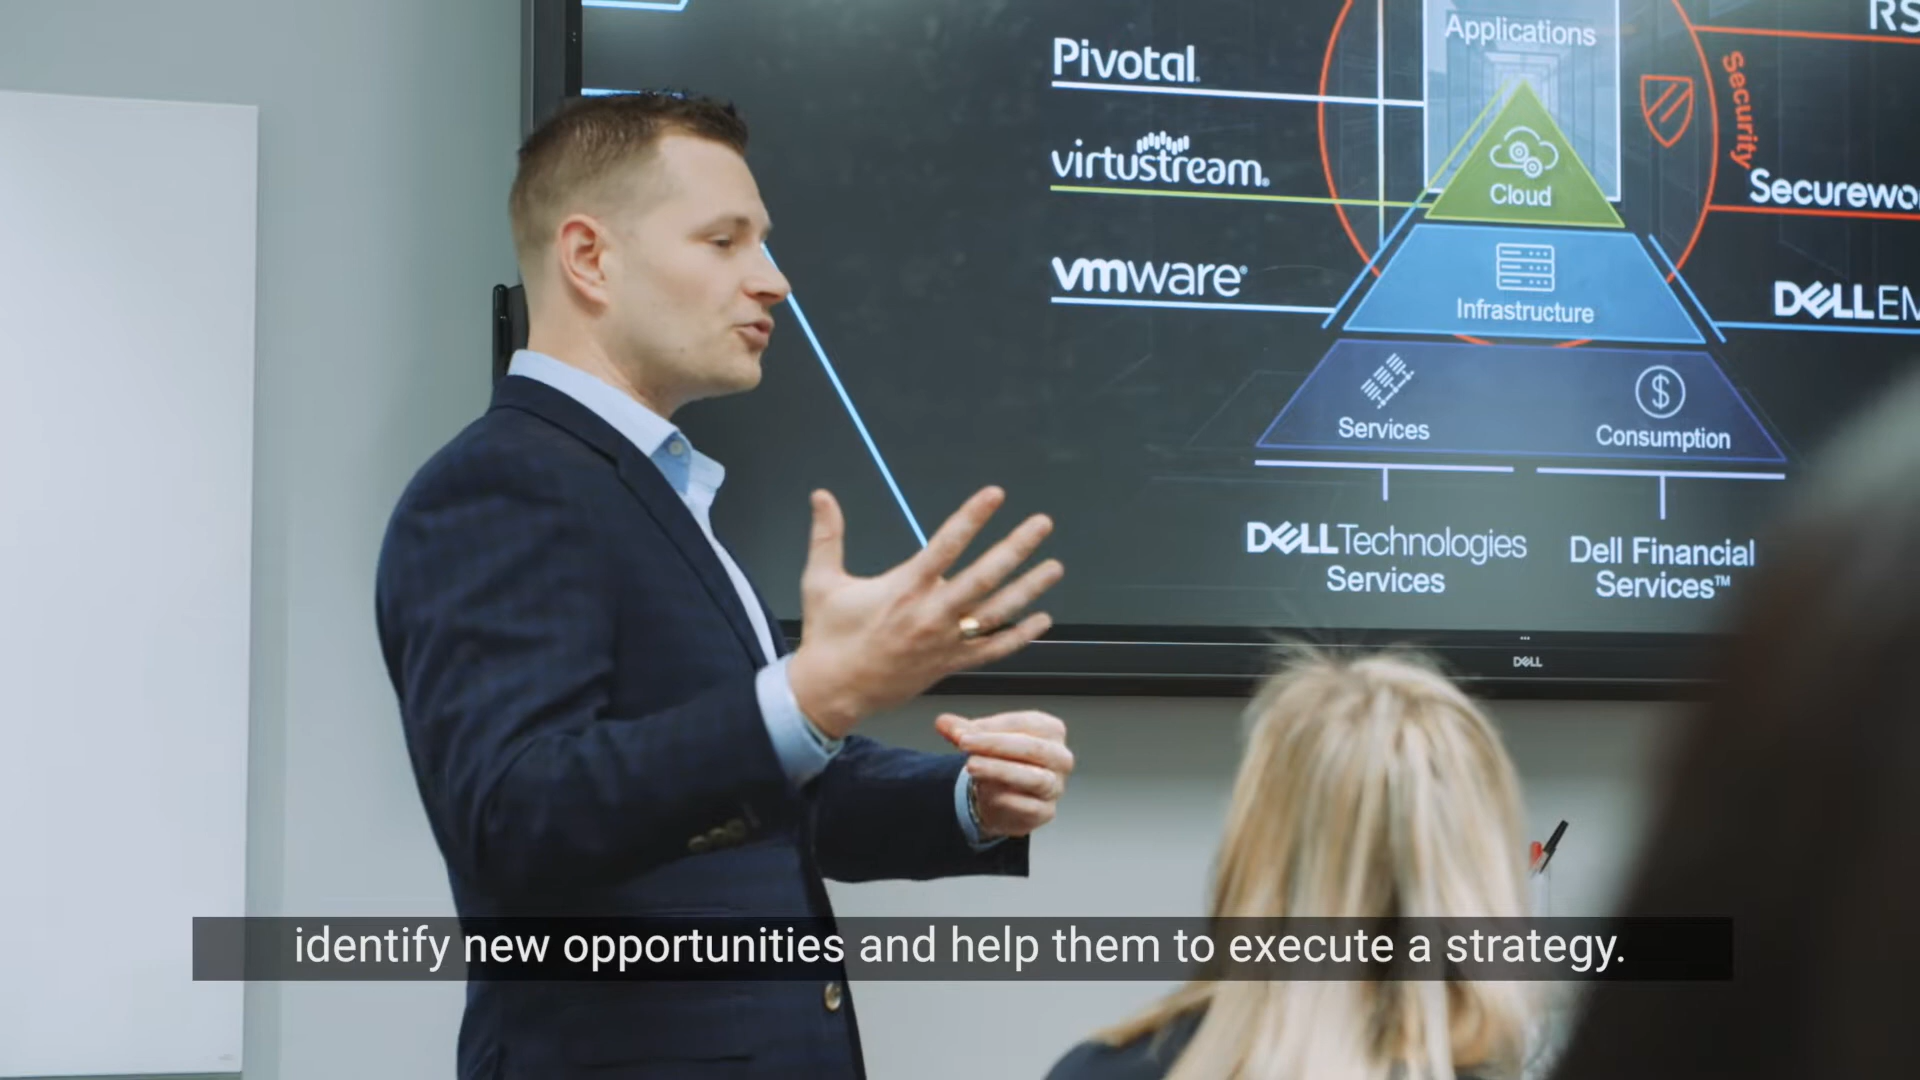 Applications
RS
Pivotal
Security
virtustream.
Cloud
Securewo
vmware®
Infrastructure
DELL EM
Services
Consumption
DELL Technologies
Services
Dell Financial
Services™
DELL
identify new opportunities and help them to execute a strategy.